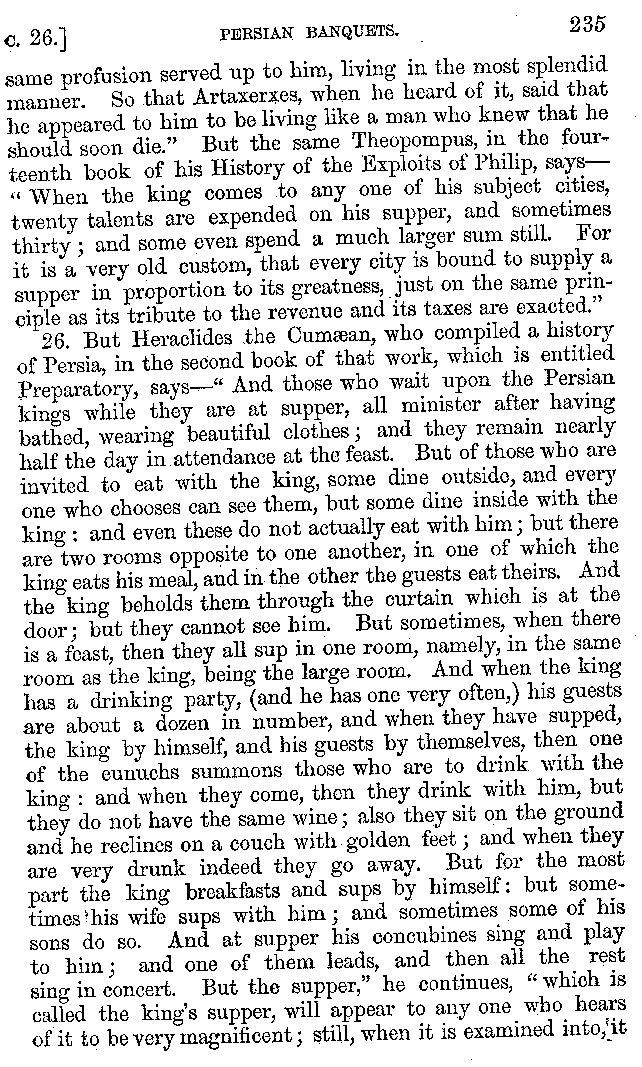 C. 26.] PERSIAN BANQUETS. 235
same profusion served up to him, living in the most splendid
manner. So that Artaxerxes, when he heard of it, said that
he appeared to him to be living like a man who knew that he
should soon die.” But the same Theopompus, in the four-
teenth book of his History of the Exploits of Philip, says—
“ When the king comes to any one of his subject cities,
twenty talents are expended on his supper, and sometimes
thirty ; and some even spend a much larger sum still. For
it is a very old custom, that every city is bound to supply a
supper in proportion to its greatness, just on the same prin-
ciple as its tribute to the revenue and its taxes are exacted.”
26. But Heraclides the Cumæan, who compiled a history
of Persia, in the second book of that work, which is entitled
Preparatory, says—“ And those who wait upon the Persian
kings while they are at supper, all minister after having
bathed, wearing beautiful clothes ; and they remain nearly
half the day in attendance at the feast. But of those who are
invited to eat with the king, some dine outside, and every
one who chooses can see them, but some dine inside with the
king : and even these do not actually eat with him ; but there
are two rooms opposite to one another, in one of which the
king eats his meal, and in the other the guests eat theirs. And
the king beholds them through the curtain which is at the
door ; but they cannot see him. But sometimes, when there
is a feast, then they all sup in one room, namely, in the same
room as the king, being the large room. And when the king
has a drinking party, (and he has one very often,) his guests
are about a dozen in number, and when they have supped,
the king by himself, and his guests by themselves, then one
of the eunuchs summons those who are to drink with the
king : and when they come, then they drink with him, but
they do not have the same wine ; also they sit on the ground
and he reclines on a couch with golden feet ; and when they
are very drunk indeed they go away. But for the most
part the king breakfasts and sups by himself : but some-
times his wife sups with him ; and sometimes some of his
sons do so. And at supper his concubines sing and play
to him ; and one of them leads, and then all the rest
sing in concert. But the supper,” he continues, “ which is
called the king’s supper, will appear to any one who hears
of it to be very magnificent ; still, when it is examined into, it